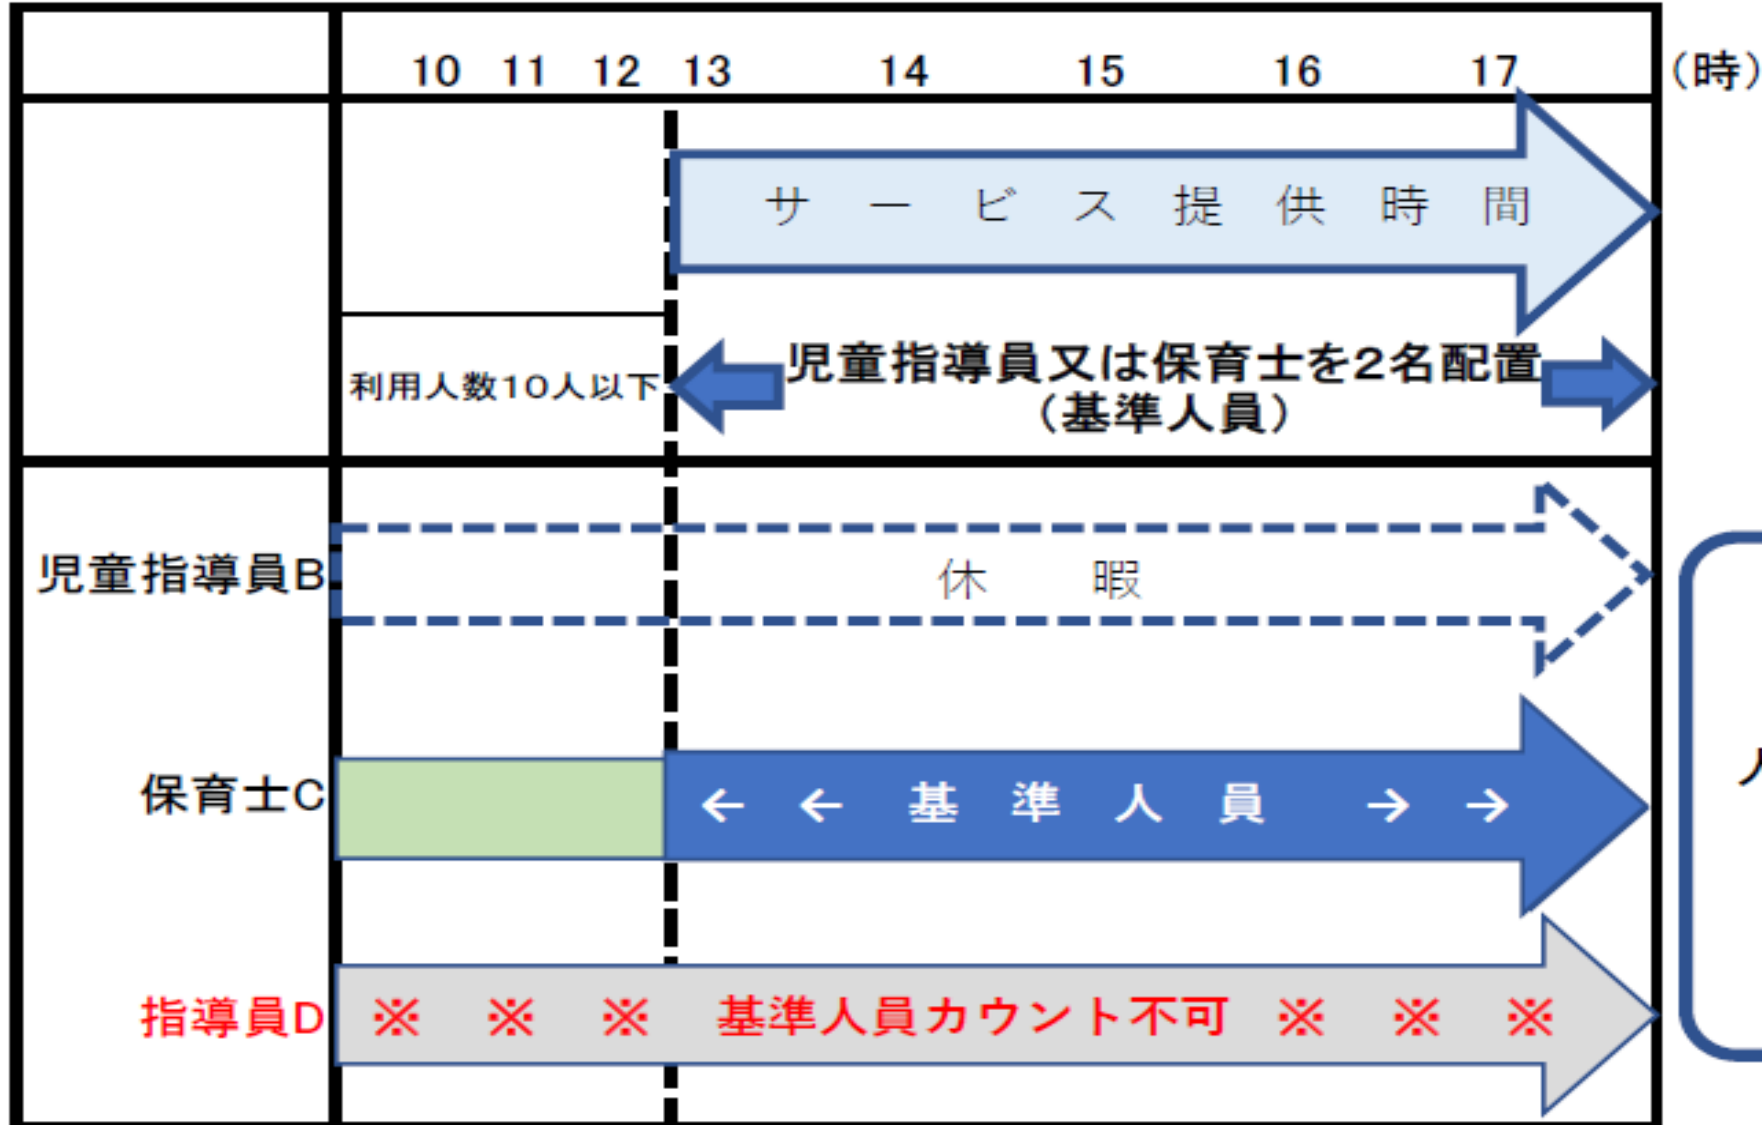 10 11 12 13 14 15 16 17 (時)
サービス提供時間
利用人数10人以下
児童指導員又は保育士を2名配置
(基準人員)
児童指導員B
休 暇
保育士C
← ← 基準人員 → →
指導員D
※ ※ ※ 基準人員カウント不可 ※ ※ ※